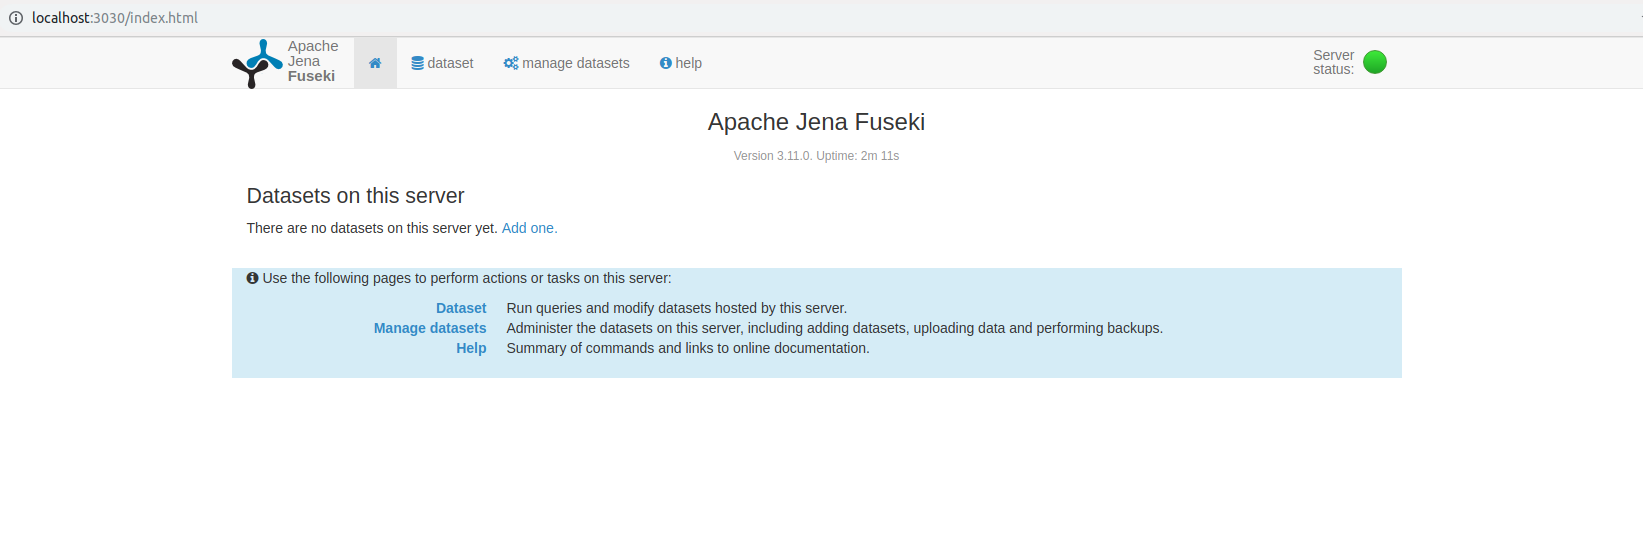 localhost:3030/index.html
Apache
Jena
Fuseki
dataset
manage datasets
help
Server
status:
Apache Jena Fuseki
Version 3.11.0. Uptime: 2m 11s
Datasets on this server
There are no datasets on this server yet. Add one.
Use the following pages to perform actions or tasks on this server:
Dataset Run queries and modify datasets hosted by this server.
Manage datasets Administer the datasets on this server, including adding datasets, uploading data and performing backups.
Help Summary of commands and links to online documentation.